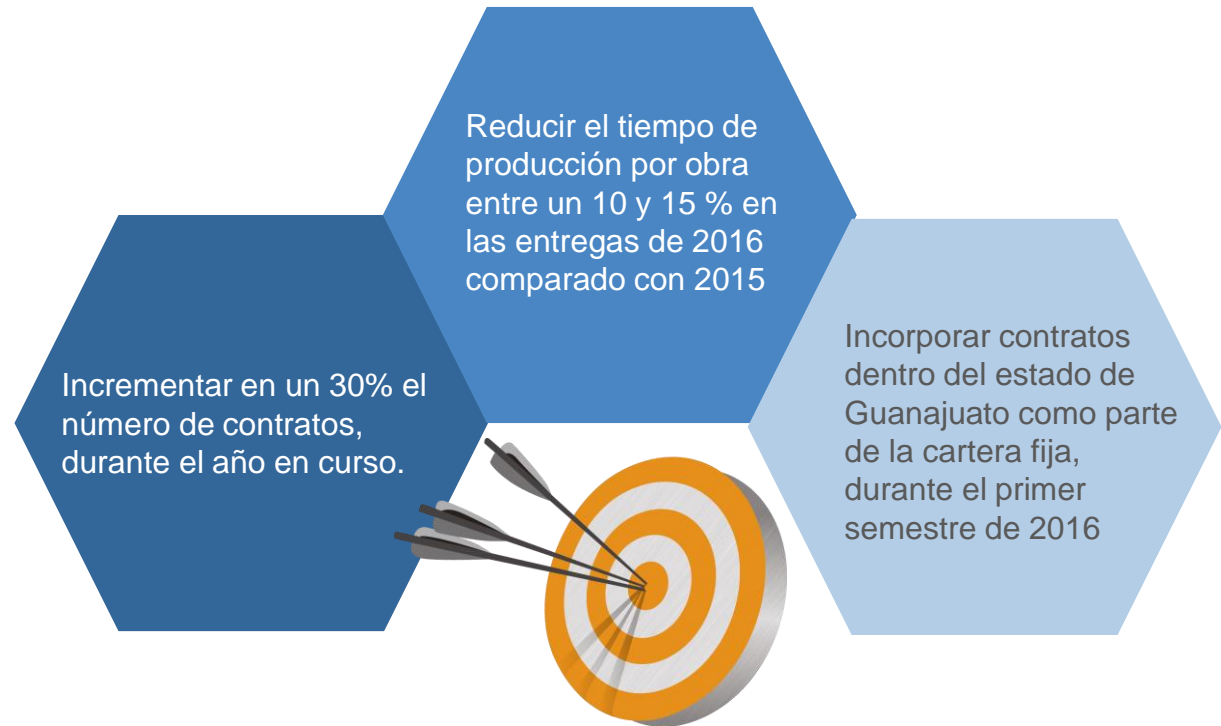 Incrementar en un 30% el
número de contratos,
durante el año en curso.
Reducir el tiempo de
producción por obra
entre un 10 y 15 % en
las entregas de 2016
comparado con 2015
Incorporar contratos
dentro del estado de
Guanajuato como parte
de la cartera fija,
durante el primer
semestre de 2016